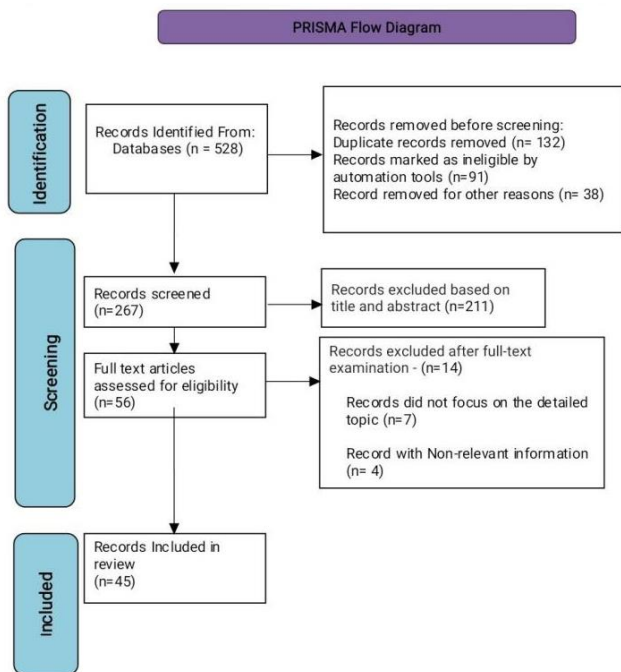 PRISMA Flow Diagram
Identification
Records Identified From:
Databases (n = 528)
Records removed before screening:
Duplicate records removed (n= 132)
Records marked as ineligible by
automation tools
(n=91)
Record removed for other reasons (n= 38)
Screening
Records screened
(n=267)
Records excluded based on
title and abstract (n=211)
Full text articles
assessed for eligibility
(n=56)
Records excluded after full-text
examination - (n=14)
Records did not focus on the detailed
topic (n=7)
Record with Non-relevant information
(n= 4)
Included
Records Included in
review
(n=45)